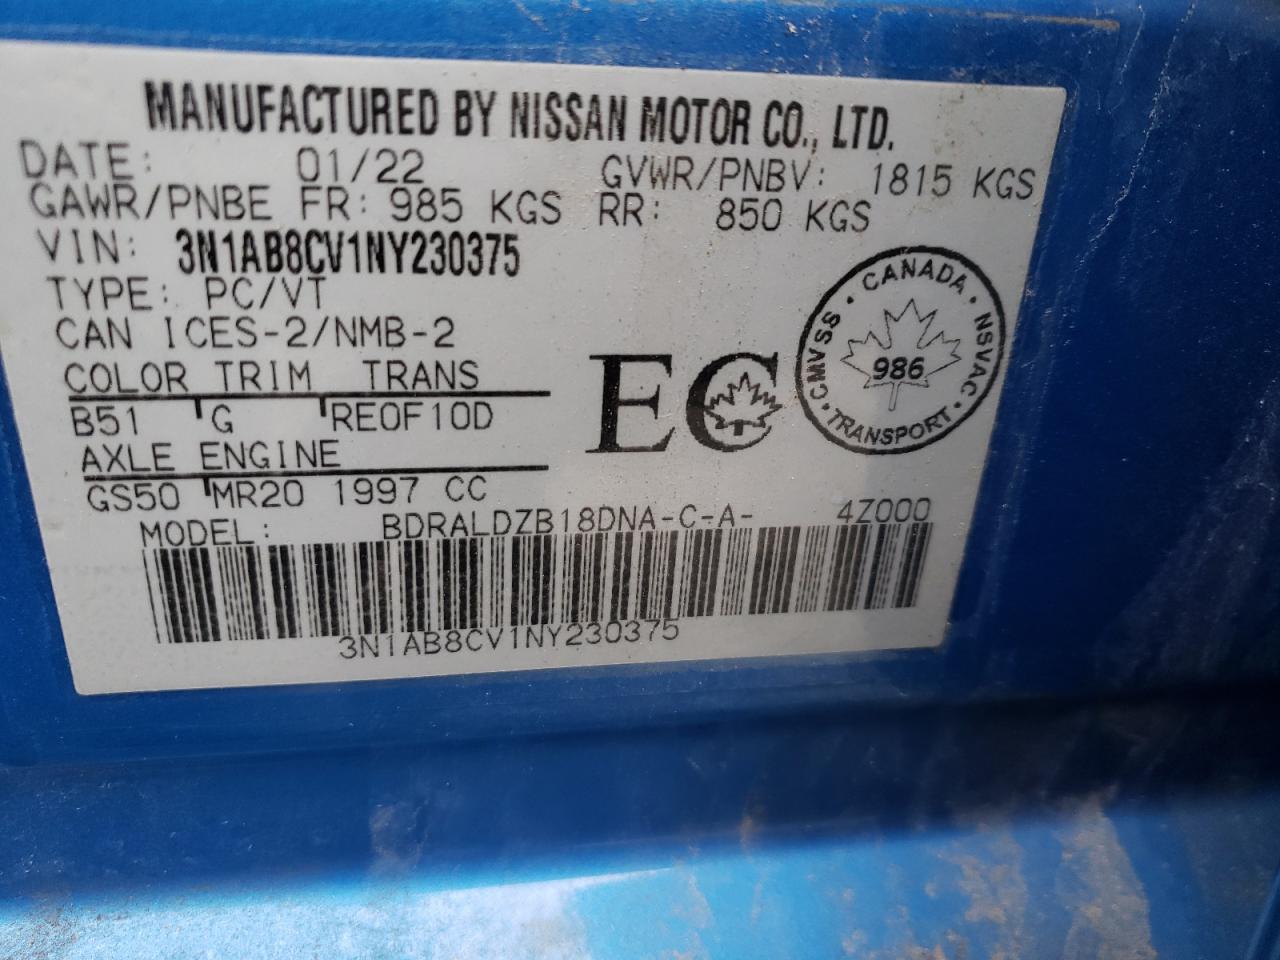 MANUFACTURED BY NISSAN MOTOR CO., LTD.
DATE: 01/22 GVWR/PNBV: 1815 KGS
GAWR/PNBE FR: 985 KGS RR: 850 KGS
VIN: 3N1AB8CV1NY230375
TYPE: PC/VT
CAN ICES-2/NMB-2
COLOR TRIM TRANS
B51 G RE0F10D
AXLE ENGINE
GS50 MR20 1997 CC
MODEL: BDRALDZB18DNA-C-A- 4Z000
3N1AB8CV1NY230375
EC
CANADA · NSVAC · TRANSPORT · CMVSS ·
986